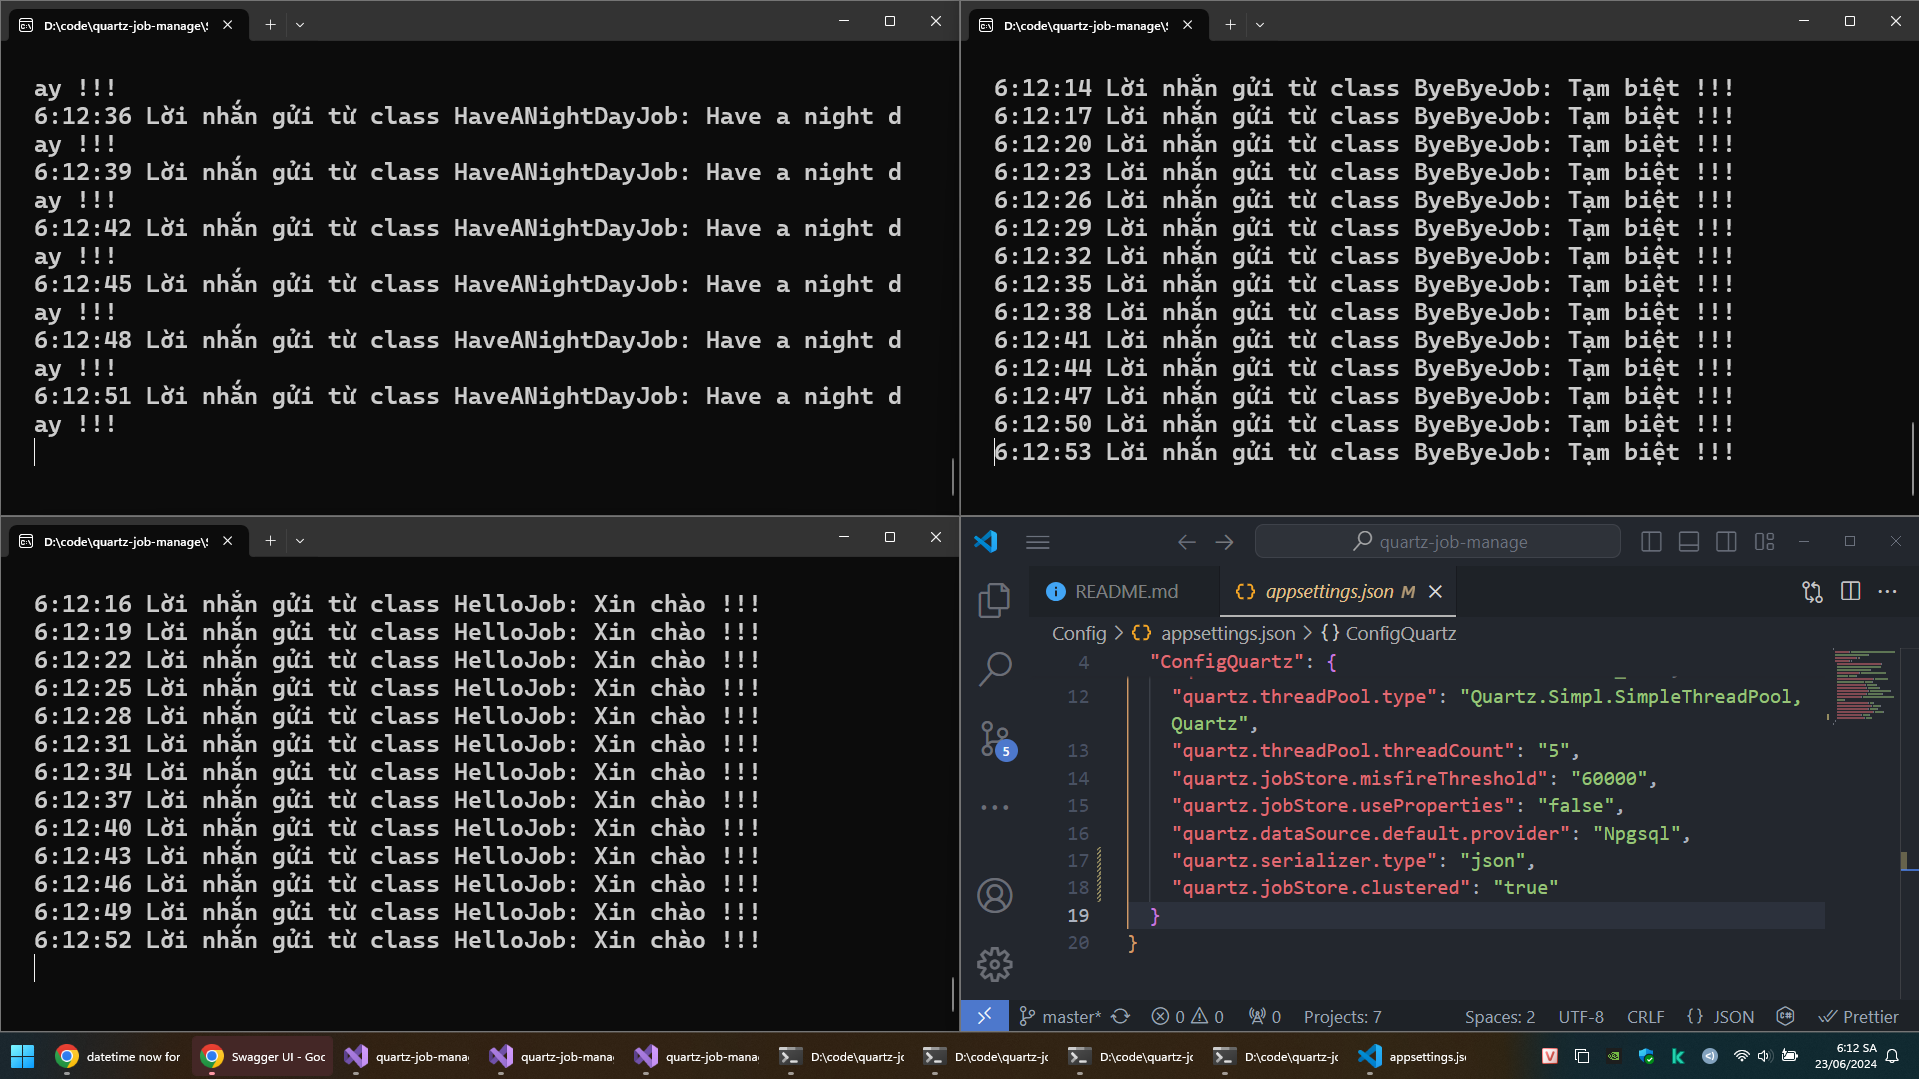 D:\code\quartz-job-manage\S
ay !!!
6:12:36 Lời nhắn gửi từ class HaveANightDayJob: Have a night d
ay !!!
6:12:39 Lời nhắn gửi từ class HaveANightDayJob: Have a night d
ay !!!
6:12:42 Lời nhắn gửi từ class HaveANightDayJob: Have a night d
ay !!!
6:12:45 Lời nhắn gửi từ class HaveANightDayJob: Have a night d
ay !!!
6:12:48 Lời nhắn gửi từ class HaveANightDayJob: Have a night d
ay !!!
6:12:51 Lời nhắn gửi từ class HaveANightDayJob: Have a night d
ay !!!
D:\code\quartz-job-manage\S
6:12:14 Lời nhắn gửi từ class ByeByeJob: Tạm biệt !!!
6:12:17 Lời nhắn gửi từ class ByeByeJob: Tạm biệt !!!
6:12:20 Lời nhắn gửi từ class ByeByeJob: Tạm biệt !!!
6:12:23 Lời nhắn gửi từ class ByeByeJob: Tạm biệt !!!
6:12:26 Lời nhắn gửi từ class ByeByeJob: Tạm biệt !!!
6:12:29 Lời nhắn gửi từ class ByeByeJob: Tạm biệt !!!
6:12:32 Lời nhắn gửi từ class ByeByeJob: Tạm biệt !!!
6:12:35 Lời nhắn gửi từ class ByeByeJob: Tạm biệt !!!
6:12:38 Lời nhắn gửi từ class ByeByeJob: Tạm biệt !!!
6:12:41 Lời nhắn gửi từ class ByeByeJob: Tạm biệt !!!
6:12:44 Lời nhắn gửi từ class ByeByeJob: Tạm biệt !!!
6:12:47 Lời nhắn gửi từ class ByeByeJob: Tạm biệt !!!
6:12:50 Lời nhắn gửi từ class ByeByeJob: Tạm biệt !!!
6:12:53 Lời nhắn gửi từ class ByeByeJob: Tạm biệt !!!
D:\code\quartz-job-manage\S
6:12:16 Lời nhắn gửi từ class HelloJob: Xin chào !!!
6:12:19 Lời nhắn gửi từ class HelloJob: Xin chào !!!
6:12:22 Lời nhắn gửi từ class HelloJob: Xin chào !!!
6:12:25 Lời nhắn gửi từ class HelloJob: Xin chào !!!
6:12:28 Lời nhắn gửi từ class HelloJob: Xin chào !!!
6:12:31 Lời nhắn gửi từ class HelloJob: Xin chào !!!
6:12:34 Lời nhắn gửi từ class HelloJob: Xin chào !!!
6:12:37 Lời nhắn gửi từ class HelloJob: Xin chào !!!
6:12:40 Lời nhắn gửi từ class HelloJob: Xin chào !!!
6:12:43 Lời nhắn gửi từ class HelloJob: Xin chào !!!
6:12:46 Lời nhắn gửi từ class HelloJob: Xin chào !!!
6:12:49 Lời nhắn gửi từ class HelloJob: Xin chào !!!
6:12:52 Lời nhắn gửi từ class HelloJob: Xin chào !!!
quartz-job-manage
README.md {} appsettings.json M
Config > {} appsettings.json > {} ConfigQuartz
4 "ConfigQuartz": {
12 "quartz.threadPool.type": "Quartz.Simpl.SimpleThreadPool,
Quartz",
13 "quartz.threadPool.threadCount": "5",
14 "quartz.jobStore.misfireThreshold": "60000",
15 "quartz.jobStore.useProperties": "false",
16 "quartz.dataSource.default.provider": "Npgsql",
17 "quartz.serializer.type": "json",
18 "quartz.jobStore.clustered": "true"
19 }
20 }
5
master* 0 0 0 Projects: 7 Spaces: 2 UTF-8 CRLF {} JSON Prettier
datetime now for Swagger UI - Goo quartz-job-mana quartz-job-mana quartz-job-mana D:\code\quartz-jo D:\code\quartz-jo D:\code\quartz-jo D:\code\quartz-jo appsettings.js
6:12 SA
23/06/2024